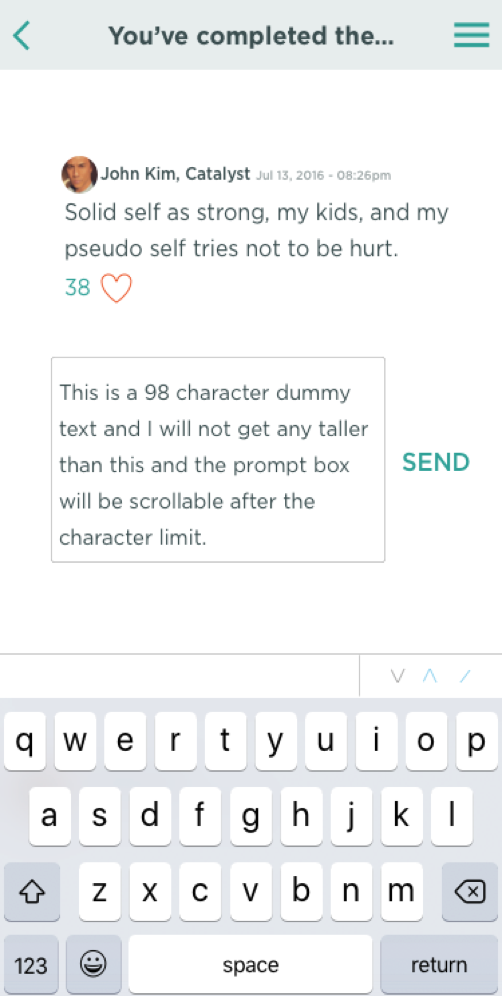 You’ve completed the...
John Kim, Catalyst Jul 13, 2016 - 08:26pm
Solid self as strong, my kids, and my
pseudo self tries not to be hurt.
38
This is a 98 character dummy
text and I will not get any taller
than this and the prompt box
will be scrollable after the
character limit.
SEND
q w e r t y u i o p
a s d f g h j k l
z x c v b n m
123 space return